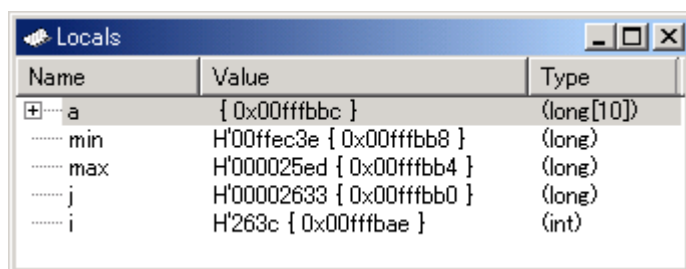 Locals
Name Value Type
a { 0x00fffbbc } (long[10])
min H'00ffec3e { 0x00fffbb8 } (long)
max H'000025ed { 0x00fffbb4 } (long)
j H'00002633 { 0x00fffbb0 } (long)
i H'263c { 0x00fffbae } (int)